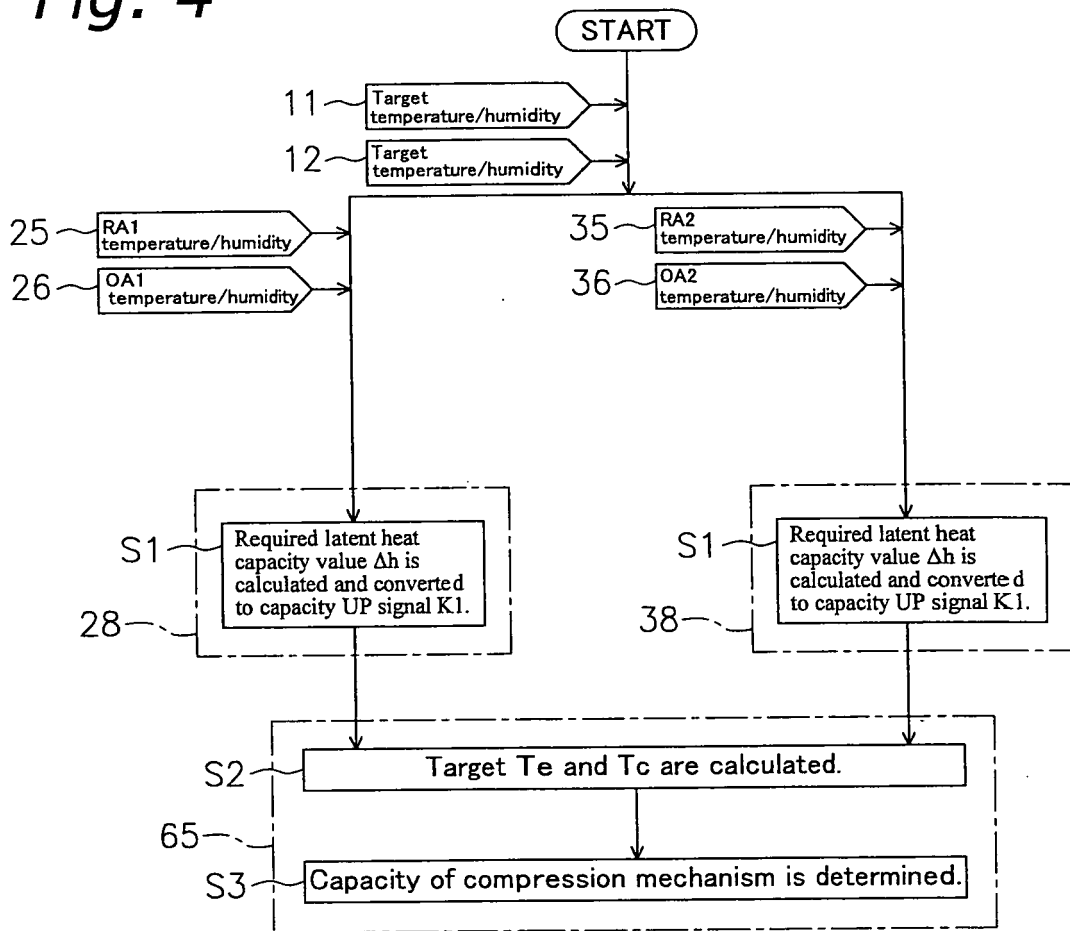 Fig. 4
START
11
Target
temperature/humidity
12
Target
temperature/humidity
25
RA1
temperature/humidity
35
RA2
temperature/humidity
26
OA1
temperature/humidity
36
OA2
temperature/humidity
S1
Required latent heat
capacity value Δh is
calculated and converted
to capacity UP signal K1.
28
S1
Required latent heat
capacity value Δh is
calculated and converted
to capacity UP signal K1.
38
S2
Target Te and Tc are calculated.
65
S3
Capacity of compression mechanism is determined.